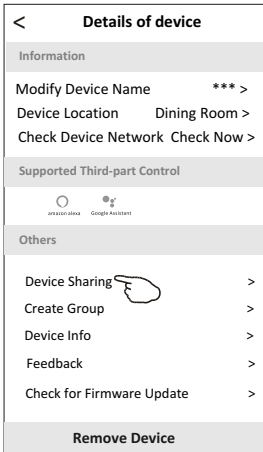 < Details of device
Information
Modify Device Name *** >
Device Location Dining Room >
Check Device Network Check Now >
Supported Third-part Control
amazon alexa Google Assistant
Others
Device Sharing >
Create Group >
Device Info >
Feedback >
Check for Firmware Update >
Remove Device